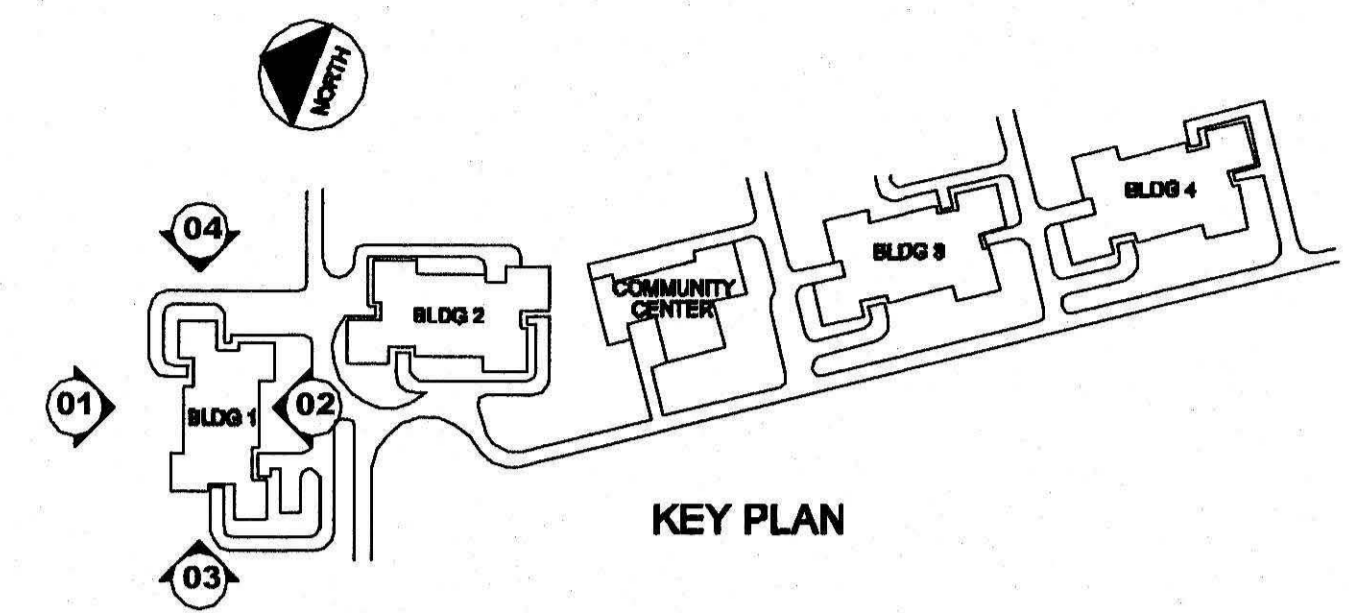 NORTH
04
BLDG 4
BLDG 3
COMMUNITY
CENTER
BLDG 2
01
BLDG 1
02
KEY PLAN
03